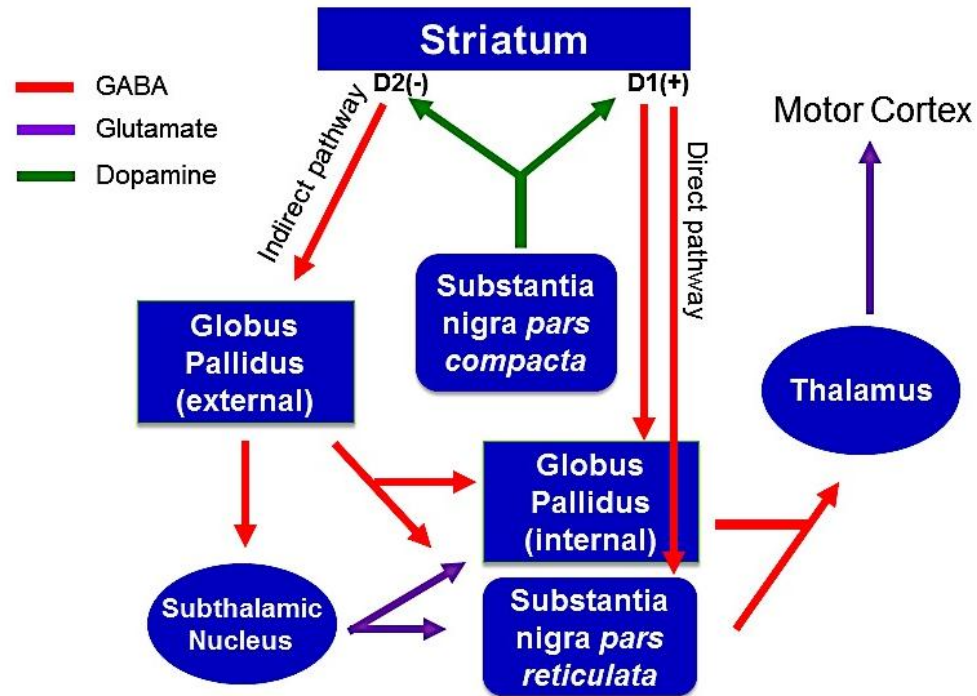 Striatum
D2(-)
D1(+)
GABA
Glutamate
Dopamine
Motor Cortex
Indirect pathway
Direct pathway
Substantia
nigra pars
compacta
Globus
Pallidus
(external)
Thalamus
Globus
Pallidus
(internal)
Subthalamic
Nucleus
Substantia
nigra pars
reticulata